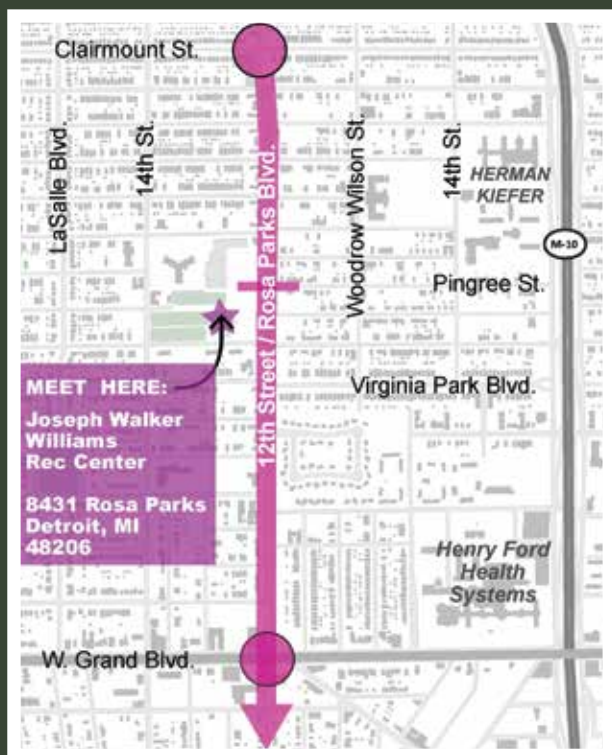 Clairmount St.
LaSalle Blvd.
14th St.
12th Street / Rosa Parks Blvd.
Woodrow Wilson St.
14th St.
HERMAN
KIEFER
M-10
Pingree St.
MEET HERE:
Joseph Walker
Williams
Rec Center
8431 Rosa Parks
Detroit, MI
48206
Virginia Park Blvd.
Henry Ford
Health
Systems
W. Grand Blvd.